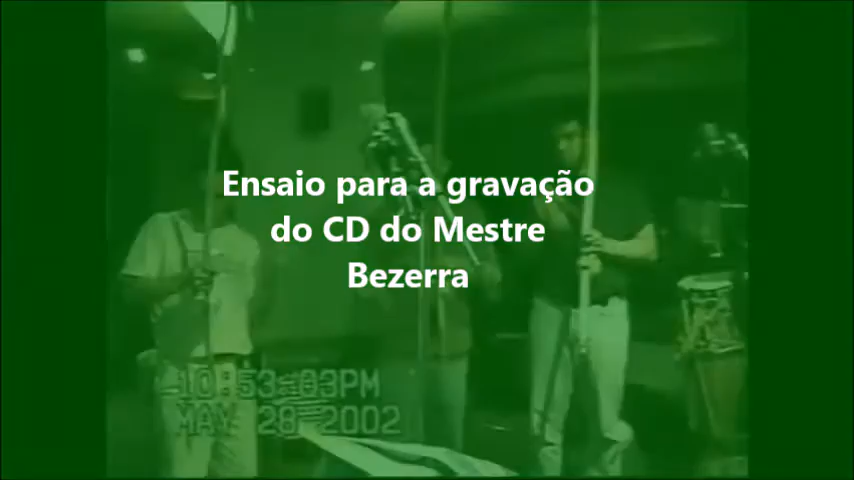 Ensaio para a gravação
do CD do Mestre
Bezerra
10:53:03PM
MAY 28 2002